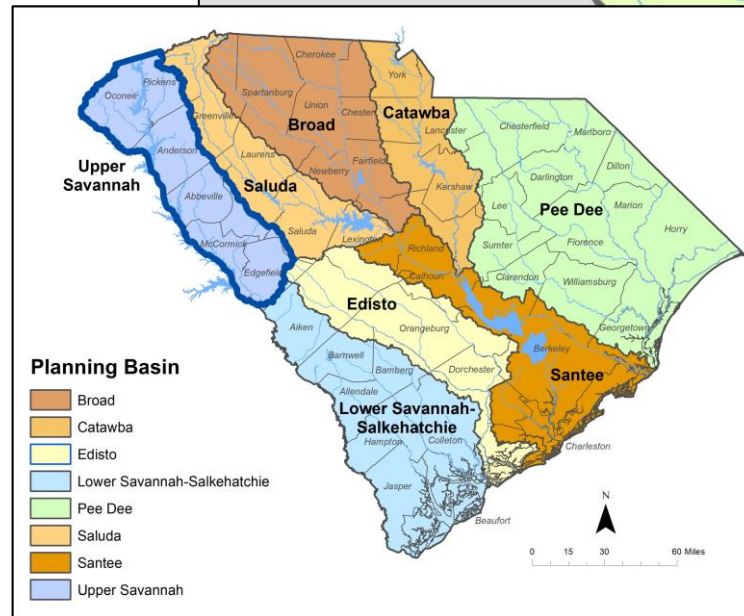 Cherokee
York
Pickens
Oconee
Spartanburg
Union
Greenville
Chester
Broad
Catawba
Lancaster
Chesterfield
Marlboro
Anderson
Laurens
Fairfield
Dillon
Upper
Savannah
Saluda
Newberry
Kershaw
Darlington
Abbeville
Lee
Marion
Pee Dee
Horry
Saluda
Lexington
Richland
Sumter
Florence
McCormick
Calhoun
Clarendon
Williamsburg
Edgefield
Edisto
Aiken
Orangeburg
Georgetown
Barnwell
Berkeley
Bamberg
Dorchester
Santee
Allendale
Lower Savannah-
Salkehatchie
Hampton
Colleton
Charleston
Jasper
Beaufort
Planning Basin
Broad
Catawba
Edisto
Lower Savannah-Salkehatchie
Pee Dee
Saluda
Santee
Upper Savannah
N
0 15 30 60 Miles